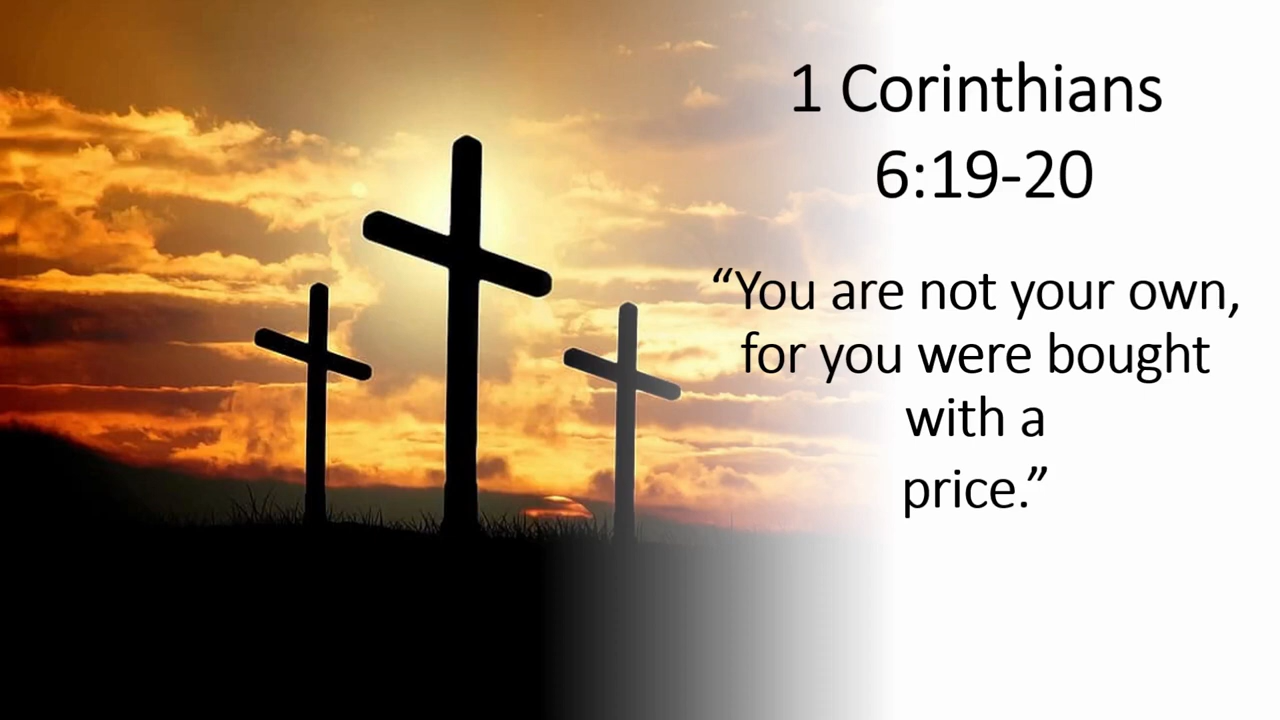 1 Corinthians
6:19-20
“You are not your own,
for you were bought
with a
price.”